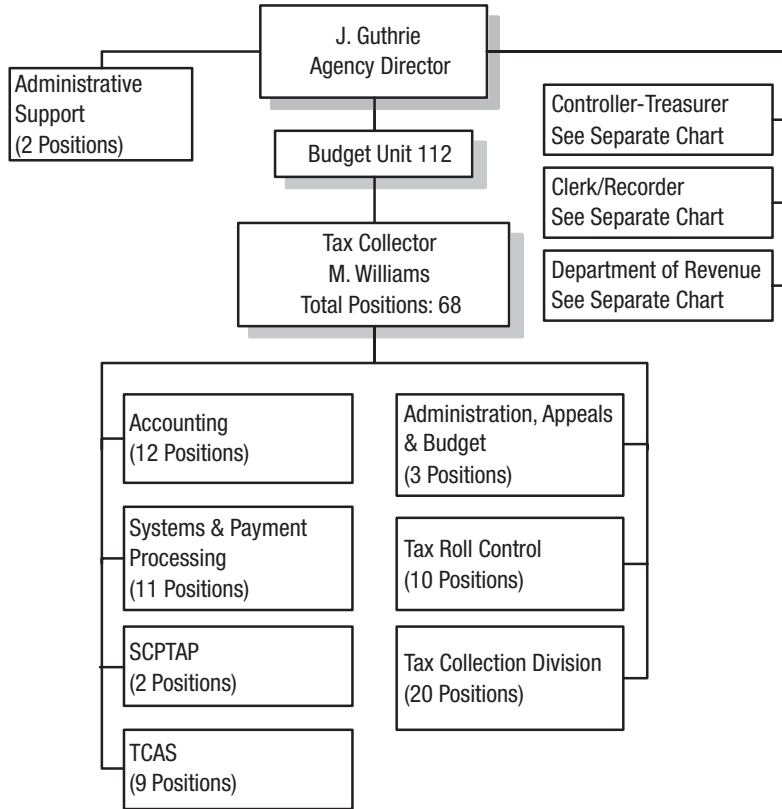 J. Guthrie
Agency Director
Administrative
Support
(2 Positions)
Budget Unit 112
Controller-Treasurer
See Separate Chart
Clerk/Recorder
See Separate Chart
Department of Revenue
See Separate Chart
Tax Collector
M. Williams
Total Positions: 68
Accounting
(12 Positions)
Systems & Payment
Processing
(11 Positions)
SCPTAP
(2 Positions)
TCAS
(9 Positions)
Administration, Appeals
& Budget
(3 Positions)
Tax Roll Control
(10 Positions)
Tax Collection Division
(20 Positions)